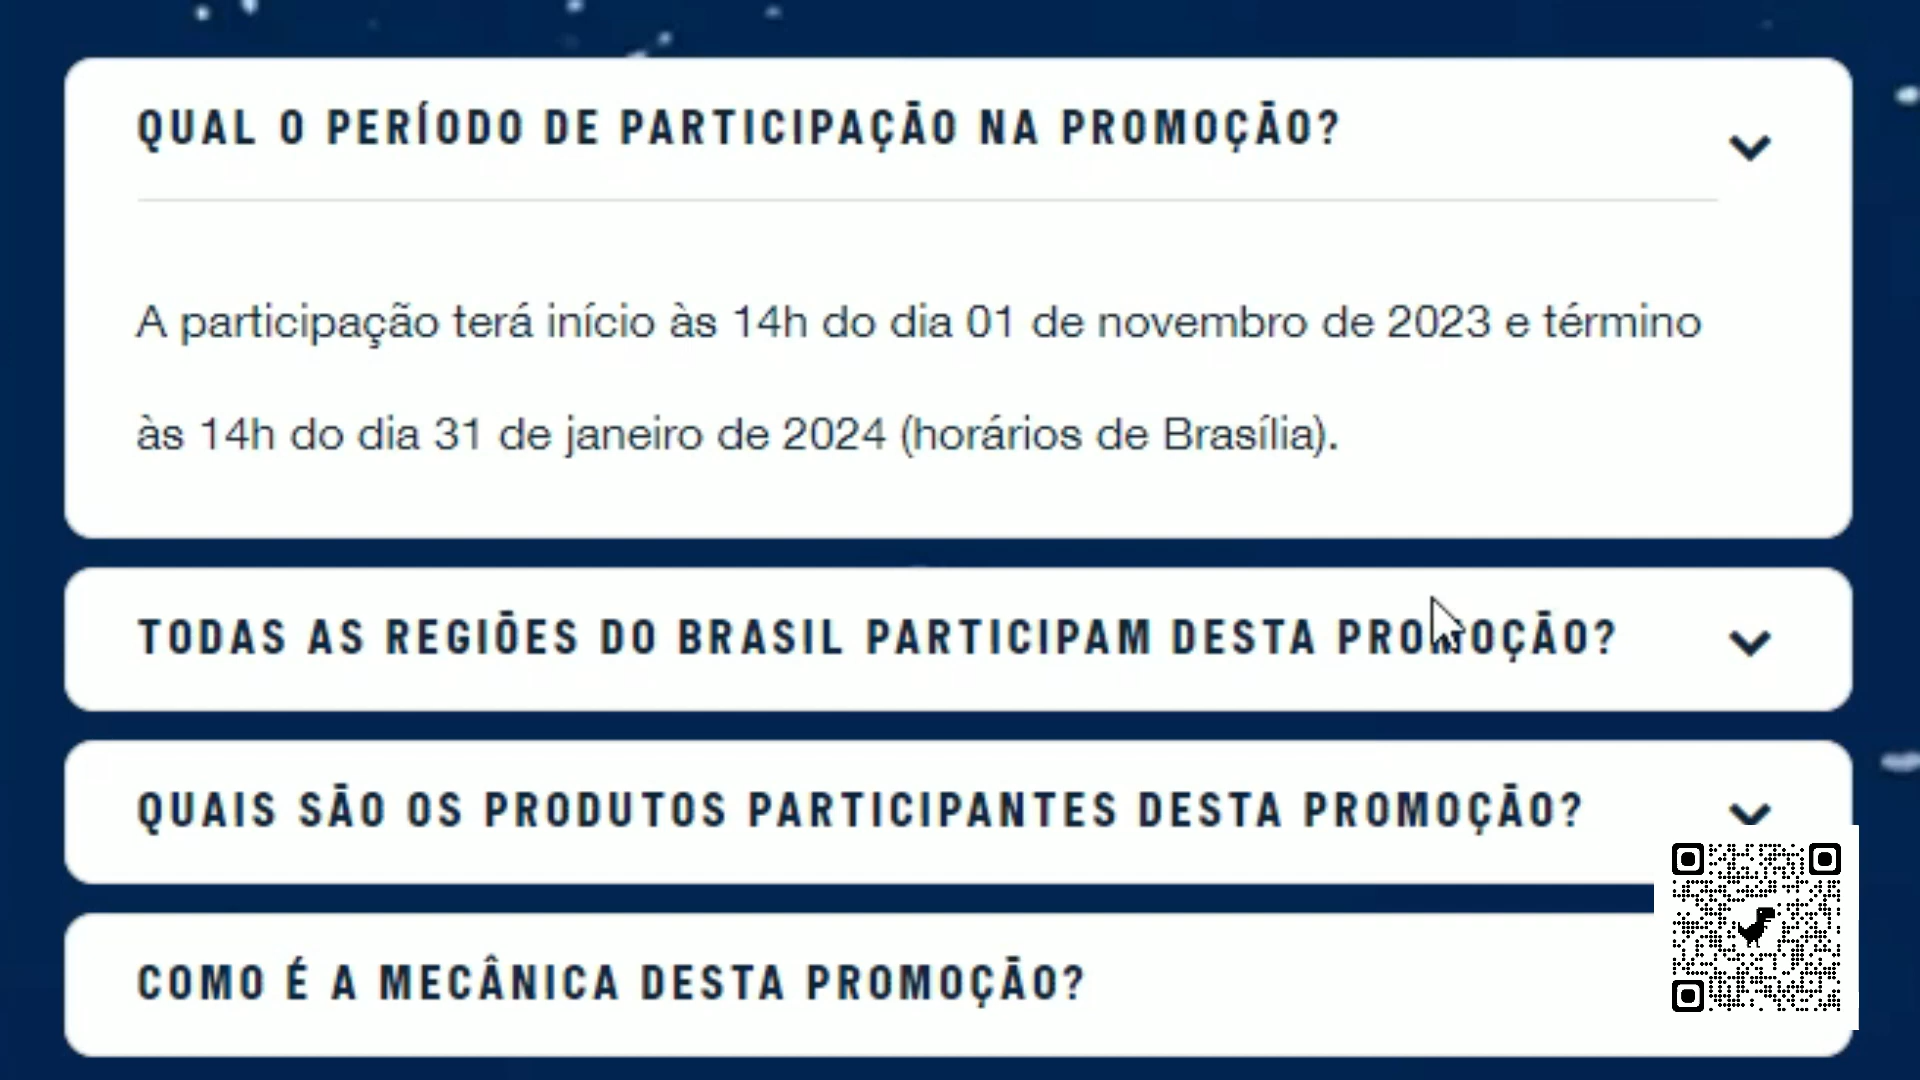 QUAL O PERÍODO DE PARTICIPAÇÃO NA PROMOÇÃO?
A participação terá início às 14h do dia 01 de novembro de 2023 e término
às 14h do dia 31 de janeiro de 2024 (horários de Brasília).
TODAS AS REGIÕES DO BRASIL PARTICIPAM DESTA PROMOÇÃO?
QUAIS SÃO OS PRODUTOS PARTICIPANTES DESTA PROMOÇÃO?
COMO É A MECÂNICA DESTA PROMOÇÃO?